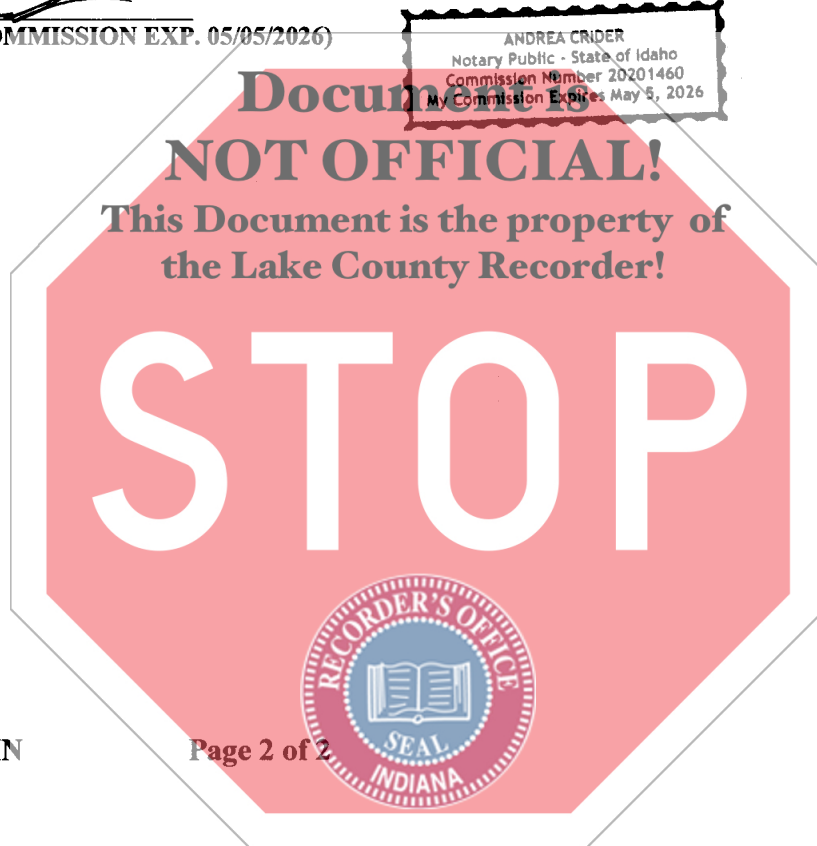 OMMISSION EXP. 05/05/2026)
ANDREA CRIDER
Notary Public - State of Idaho
Commission Number 20201460
My Commission Expires May 5, 2026
Document is
NOT OFFICIAL!
This Document is the property of
the Lake County Recorder!
STOP
RECORDER'S OFFICE
SEAL
INDIANA
IN
Page 2 of 2